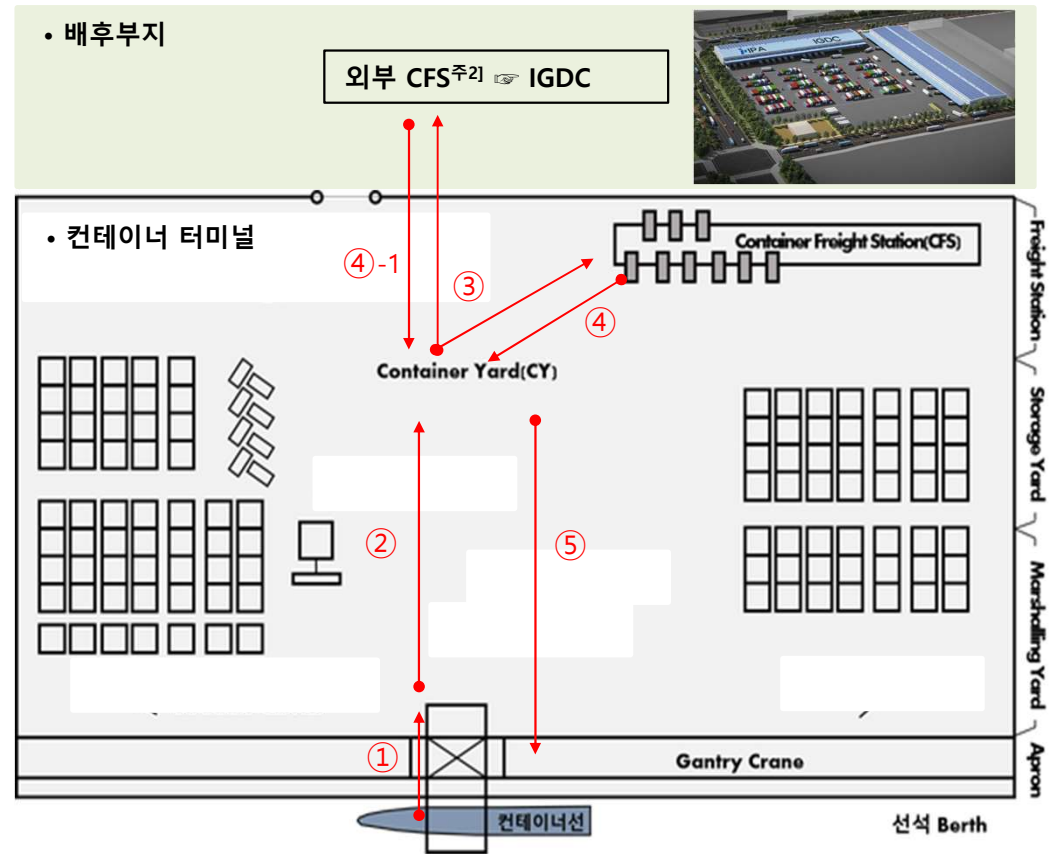 • 배후부지
외부 CFS주2] ☞ IGDC
IPA IGDC
• 컨테이너 터미널
Container Freight Station(CFS)
④-1
③
④
Container Yard(CY)
②
⑤
①
Gantry Crane
컨테이너선
선석 Berth
Freight Station
Storage Yard
Marshalling Yard
Apron